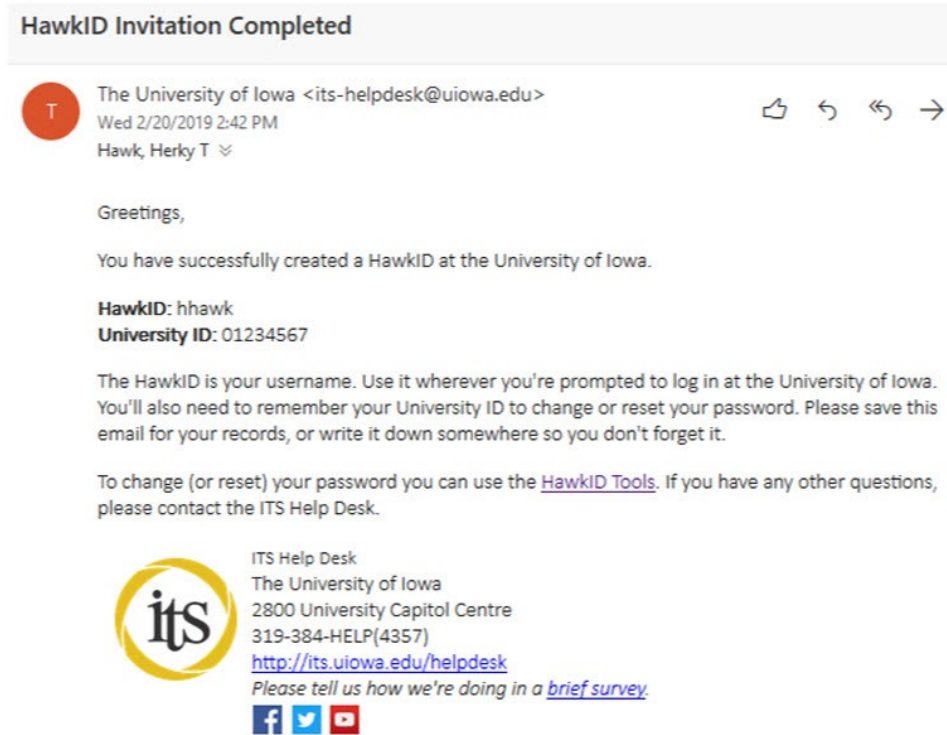 HawkID Invitation Completed
T
The University of Iowa <its-helpdesk@uiowa.edu>
Wed 2/20/2019 2:42 PM
Hawk, Herky T
Greetings,
You have successfully created a HawkID at the University of Iowa.
HawkID: hhawk
University ID: 01234567
The HawkID is your username. Use it wherever you're prompted to log in at the University of Iowa.
You'll also need to remember your University ID to change or reset your password. Please save this
email for your records, or write it down somewhere so you don't forget it.
To change (or reset) your password you can use the HawkID Tools. If you have any other questions,
please contact the ITS Help Desk.
its
ITS Help Desk
The University of Iowa
2800 University Capitol Centre
319-384-HELP(4357)
http://its.uiowa.edu/helpdesk
Please tell us how we're doing in a brief survey.